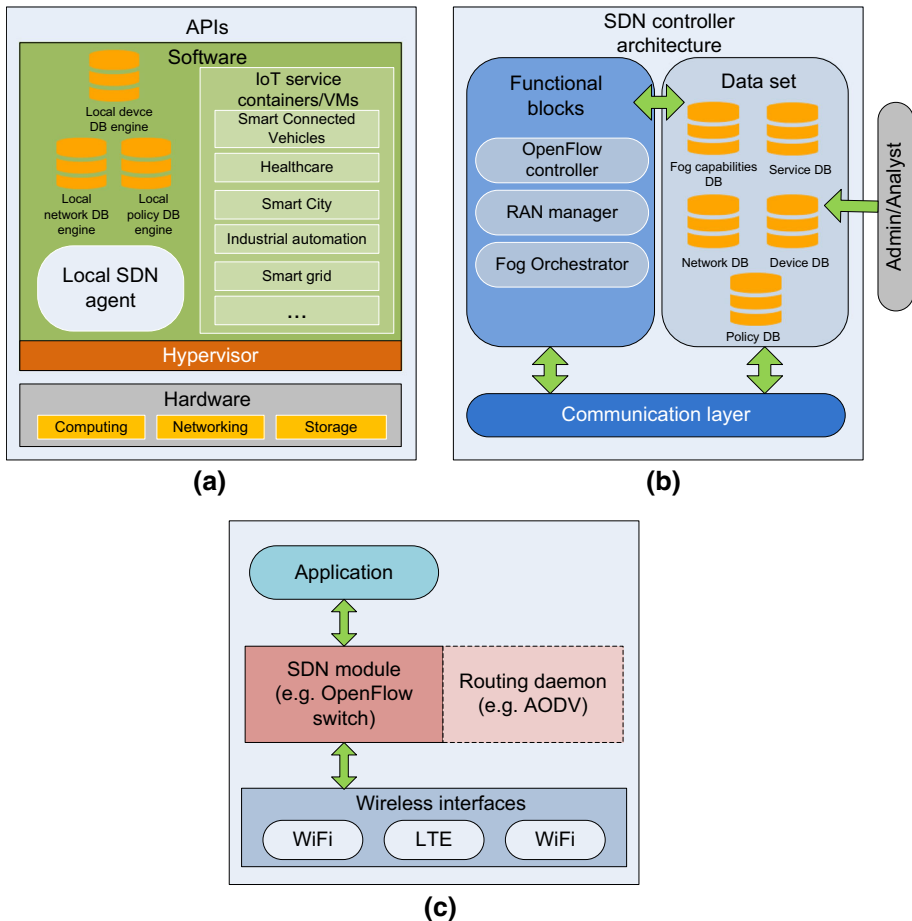 APIs
Software
Local devce
DB engine
Local
network DB
engine
Local
policy DB
engine
Local SDN
agent
IoT service
containers/VMs
Smart Connected
Vehicles
Healthcare
Smart City
Industrial automation
Smart grid
...
Hypervisor
Hardware
Computing
Networking
Storage
(a)
SDN controller
architecture
Functional
blocks
OpenFlow
controller
RAN manager
Fog Orchestrator
Data set
Fog capabilities
DB
Service DB
Network DB
Device DB
Policy DB
Admin/Analyst
Communication layer
(b)
Application
SDN module
(e.g. OpenFlow
switch)
Routing daemon
(e.g. AODV)
Wireless interfaces
WiFi
LTE
WiFi
(c)